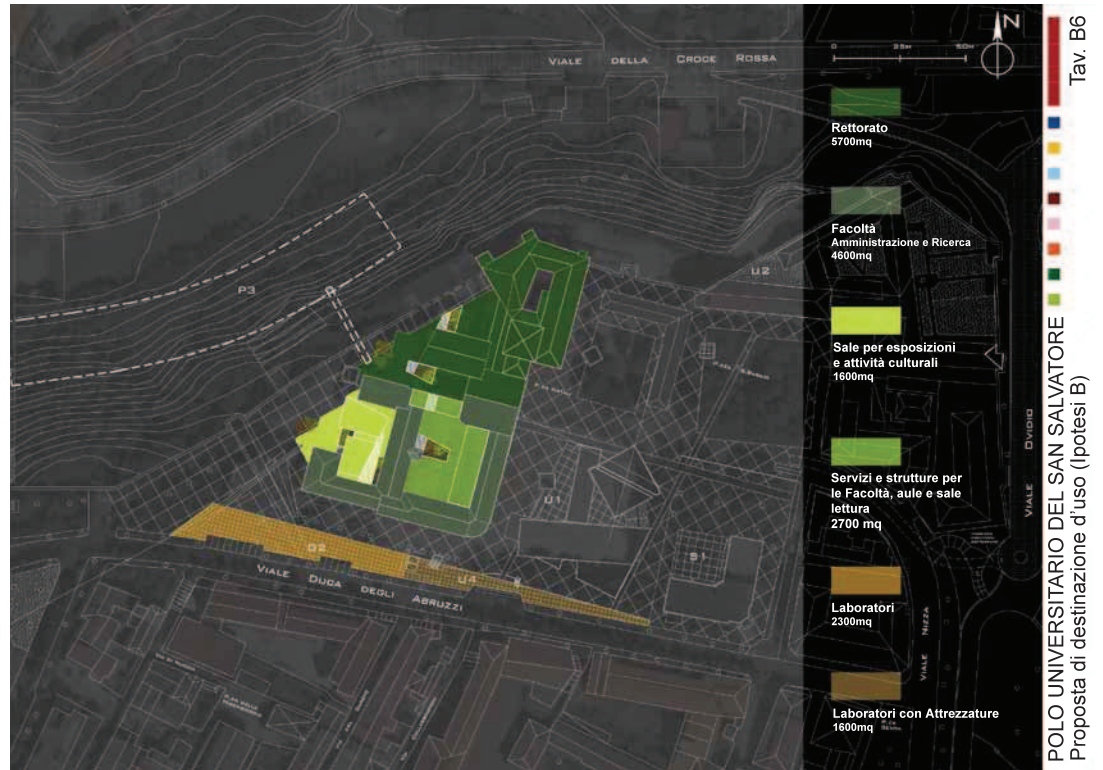 VIALE DELLA CROCE ROSSA
N
0 25M 50M
Rettorato
5700mq
Facoltà
Amministrazione e Ricerca
4600mq
Sale per esposizioni
e attività culturali
1600mq
Servizi e strutture per
le Facoltà, aule e sale
lettura
2700 mq
Laboratori
2300mq
Laboratori con Attrezzature
1600mq
P3
U2
U1
S1
U4
VIALE DUCA DEGLI ABRUZZI
VIALE OVIDIO
VIALE NIZZA
POLO UNIVERSITARIO DEL SAN SALVATORE
Proposta di destinazione d'uso (Ipotesi B)
Tav. B6